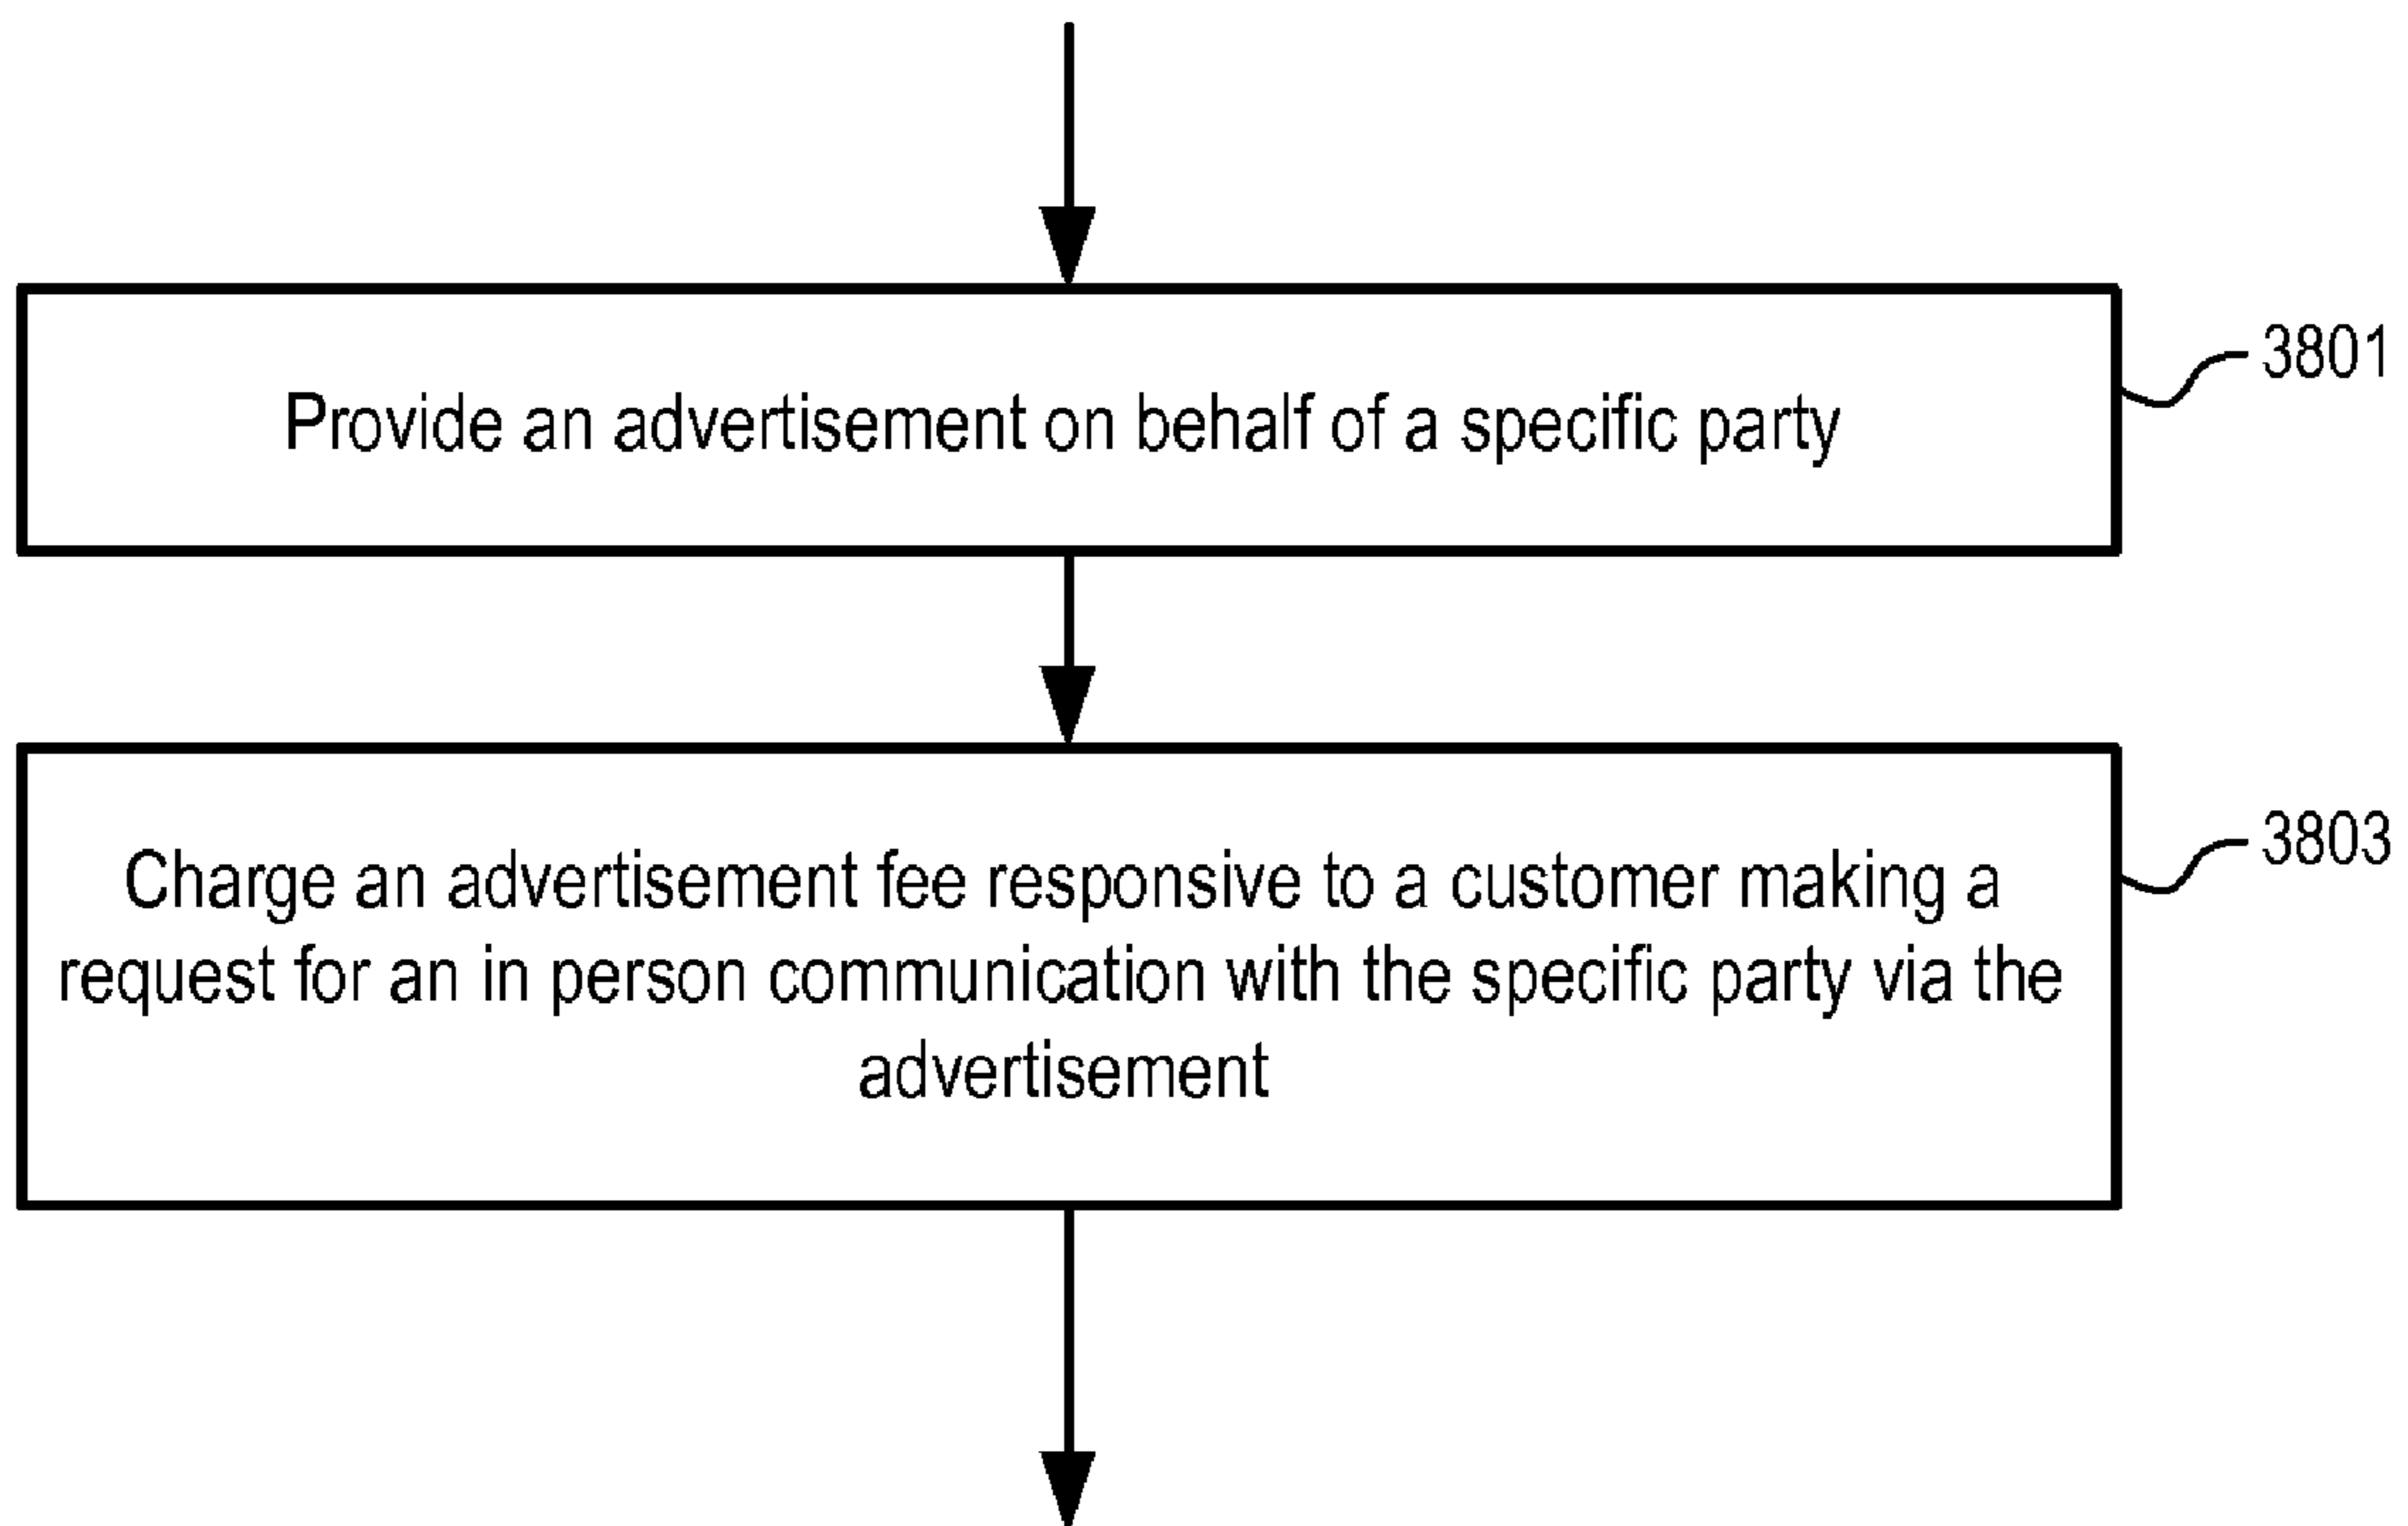 Provide an advertisement on behalf of a specific party
3801
Charge an advertisement fee responsive to a customer making a
request for an in person communication with the specific party via the
advertisement
3803